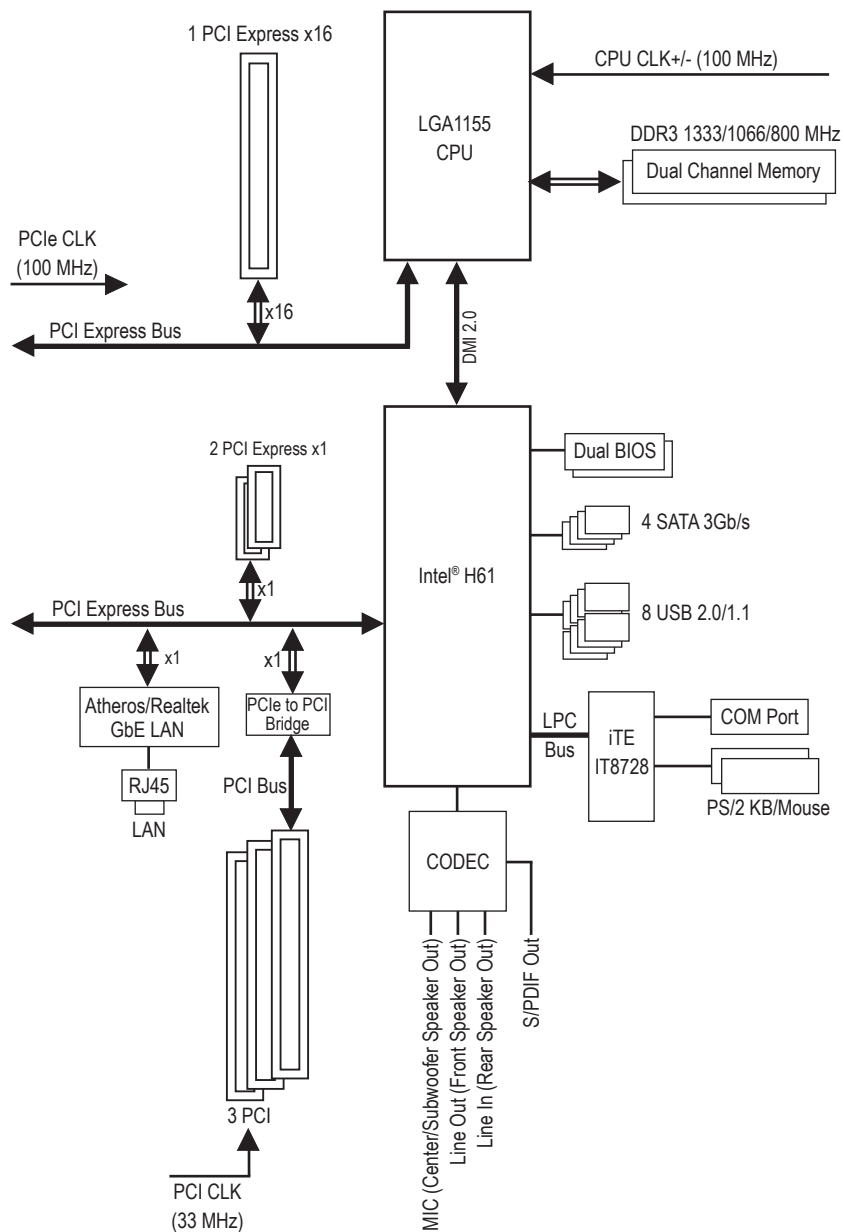 1 PCI Express x16
LGA1155
CPU
CPU CLK+/- (100 MHz)
DDR3 1333/1066/800 MHz
Dual Channel Memory
PCIe CLK
(100 MHz)
x16
PCI Express Bus
DMI 2.0
2 PCI Express x1
Dual BIOS
4 SATA 3Gb/s
Intel® H61
x1
PCI Express Bus
8 USB 2.0/1.1
x1
x1
Atheros/Realtek
GbE LAN
PCIe to PCI
Bridge
LPC
Bus
iTE
IT8728
COM Port
RJ45
LAN
PCI Bus
PS/2 KB/Mouse
CODEC
MIC (Center/Subwoofer Speaker Out)
Line Out (Front Speaker Out)
Line In (Rear Speaker Out)
S/PDIF Out
3 PCI
PCI CLK
(33 MHz)